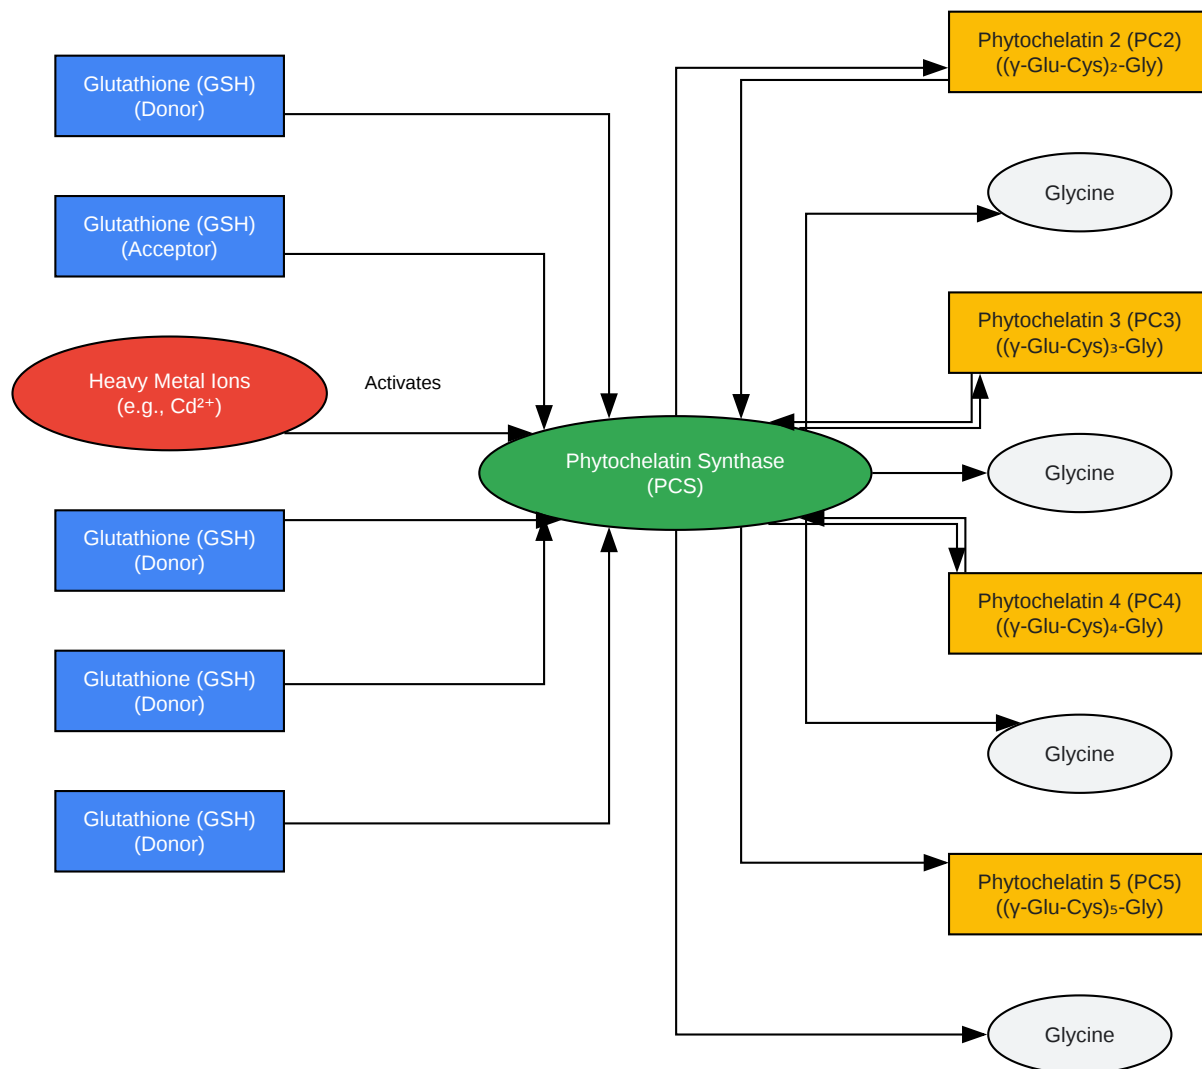 Glutathione (GSH)
(Donor)
Glutathione (GSH)
(Acceptor)
Heavy Metal Ions
(e.g., Cd²⁺)
Activates
Glutathione (GSH)
(Donor)
Glutathione (GSH)
(Donor)
Glutathione (GSH)
(Donor)
Phytochelatin Synthase
(PCS)
Phytochelatin 2 (PC2)
((γ-Glu-Cys)₂-Gly)
Glycine
Phytochelatin 3 (PC3)
((γ-Glu-Cys)₃-Gly)
Glycine
Phytochelatin 4 (PC4)
((γ-Glu-Cys)₄-Gly)
Glycine
Phytochelatin 5 (PC5)
((γ-Glu-Cys)₅-Gly)
Glycine